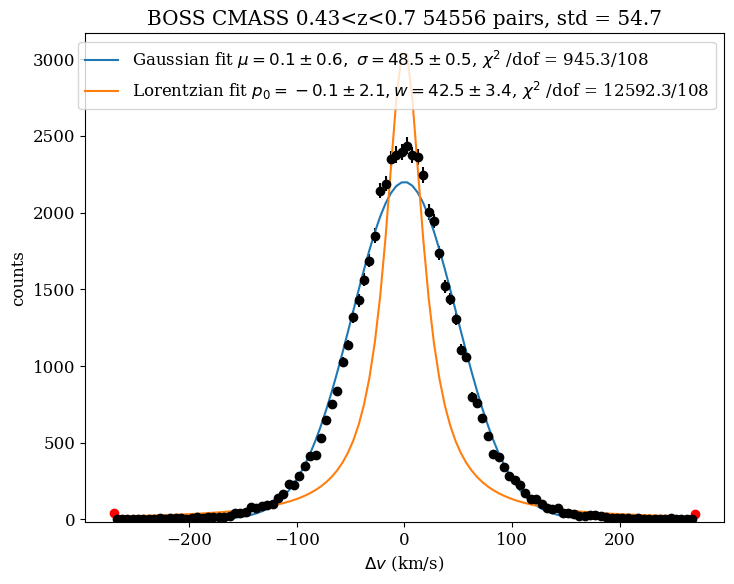 BOSS CMASS 0.43<z<0.7 54556 pairs, std = 54.7
Gaussian fit μ = 0.1 ± 0.6, σ = 48.5 ± 0.5, χ² /dof = 945.3/108
Lorentzian fit p₀ = −0.1 ± 2.1, w = 42.5 ± 3.4, χ² /dof = 12592.3/108
3000
2500
2000
1500
1000
500
0
counts
−200 −100 0 100 200
Δv (km/s)